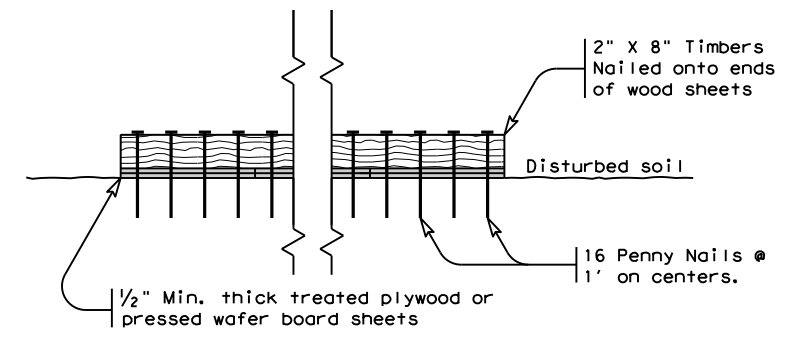 2" X 8" Timbers
Nailed onto ends
of wood sheets
Disturbed soil
16 Penny Nails @
1' on centers.
½" Min. thick treated plywood or
pressed wafer board sheets